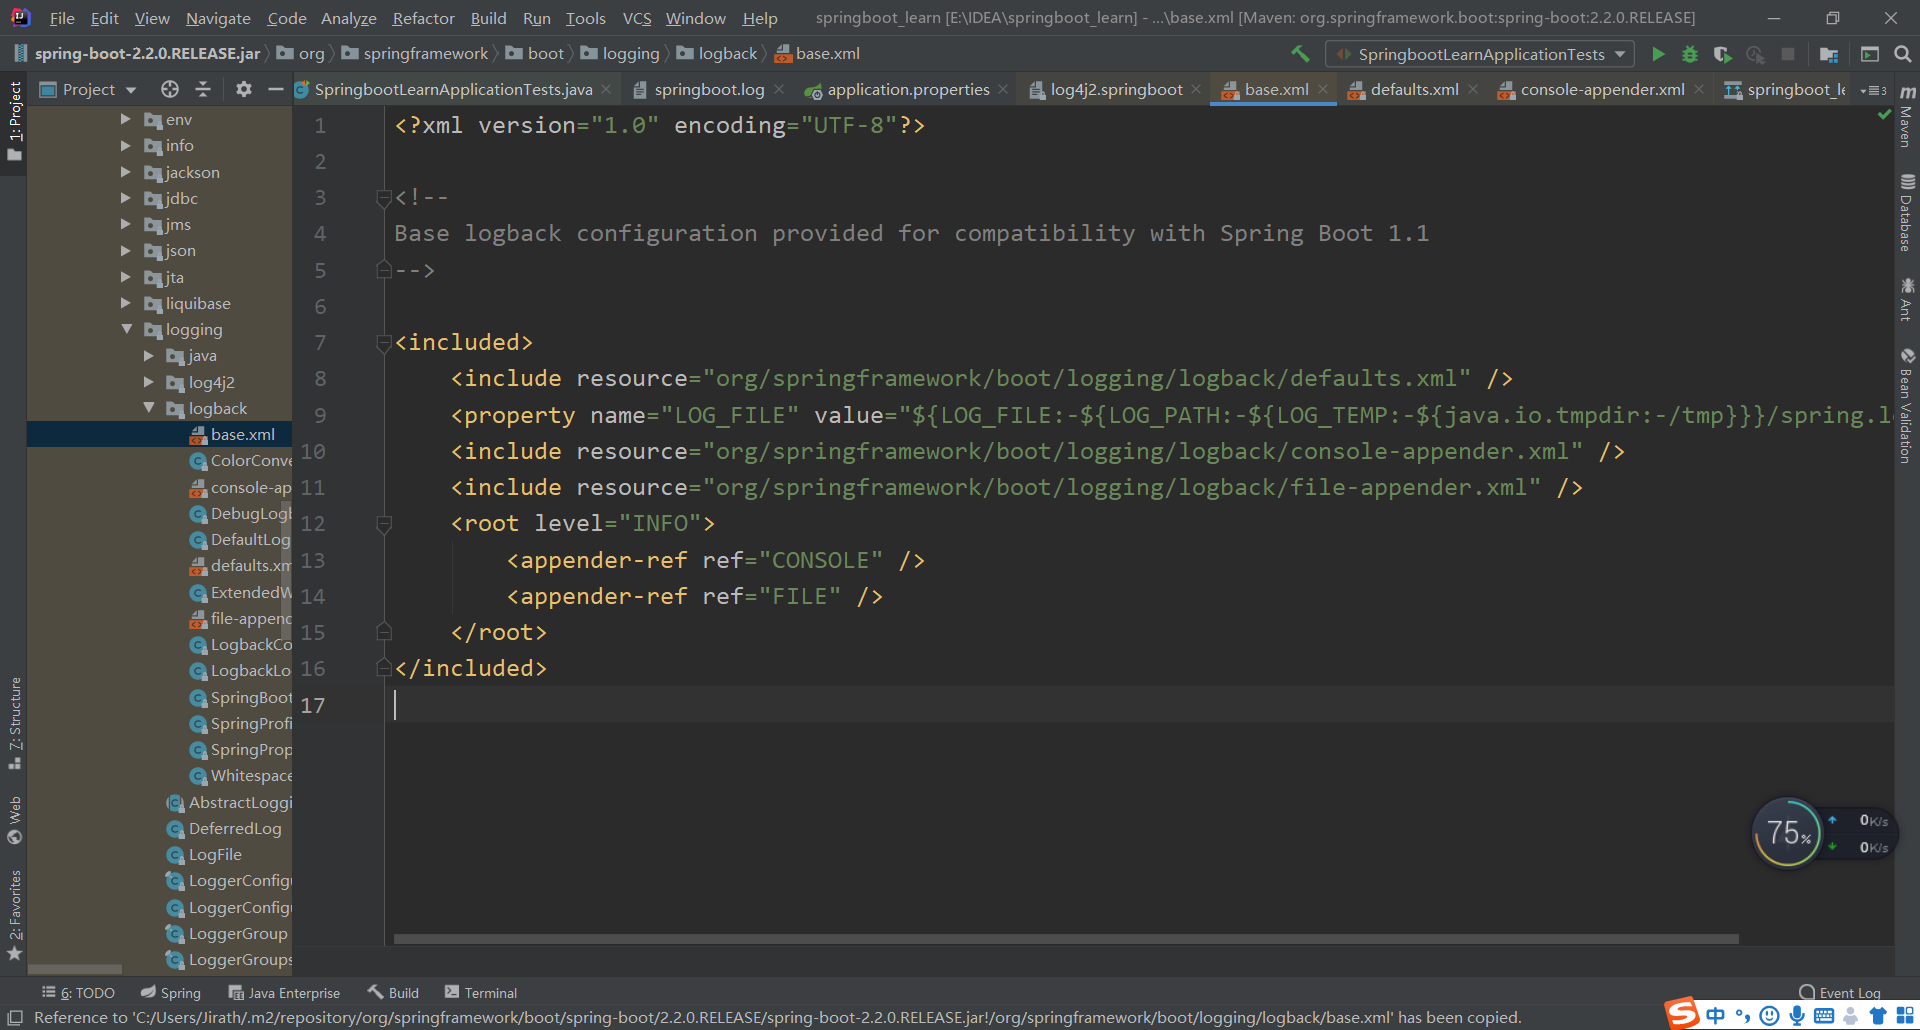 File Edit View Navigate Code Analyze Refactor Build Run Tools VCS Window Help springboot_learn [E:\IDEA\springboot_learn] - ...\base.xml [Maven: org.springframework.boot:spring-boot:2.2.0.RELEASE]
spring-boot-2.2.0.RELEASE.jar org springframework boot logging logback base.xml SpringbootLearnApplicationTests
Project SpringbootLearnApplicationTests.java springboot.log application.properties log4j2.springboot base.xml defaults.xml console-appender.xml springboot_le 3
1: Project
7: Structure
Web
2: Favorites
env
info
jackson
jdbc
jms
json
jta
liquibase
logging
java
log4j2
logback
base.xml
ColorConve
console-ap
DebugLogb
DefaultLog
defaults.xm
ExtendedW
file-append
LogbackCo
LogbackLo
SpringBoot
SpringProfi
SpringProp
Whitespace
AbstractLoggi
DeferredLog
LogFile
LoggerConfigu
LoggerConfigu
LoggerGroup
LoggerGroups
1 <?xml version="1.0" encoding="UTF-8"?>
2
3 <!--
4 Base logback configuration provided for compatibility with Spring Boot 1.1
5 -->
6
7 <included>
8 <include resource="org/springframework/boot/logging/logback/defaults.xml" />
9 <property name="LOG_FILE" value="${LOG_FILE:-${LOG_PATH:-${LOG_TEMP:-${java.io.tmpdir:-/tmp}}}/spring.l
10 <include resource="org/springframework/boot/logging/logback/console-appender.xml" />
11 <include resource="org/springframework/boot/logging/logback/file-appender.xml" />
12 <root level="INFO">
13 <appender-ref ref="CONSOLE" />
14 <appender-ref ref="FILE" />
15 </root>
16 </included>
17
m Maven
Database
Ant
Bean Validation
75% 0K/s
0K/s
6: TODO Spring Java Enterprise Build Terminal Event Log
Reference to 'C:/Users/Jirath/.m2/repository/org/springframework/boot/spring-boot/2.2.0.RELEASE/spring-boot-2.2.0.RELEASE.jar!/org/springframework/boot/logging/logback/base.xml' has been copied.
S 中